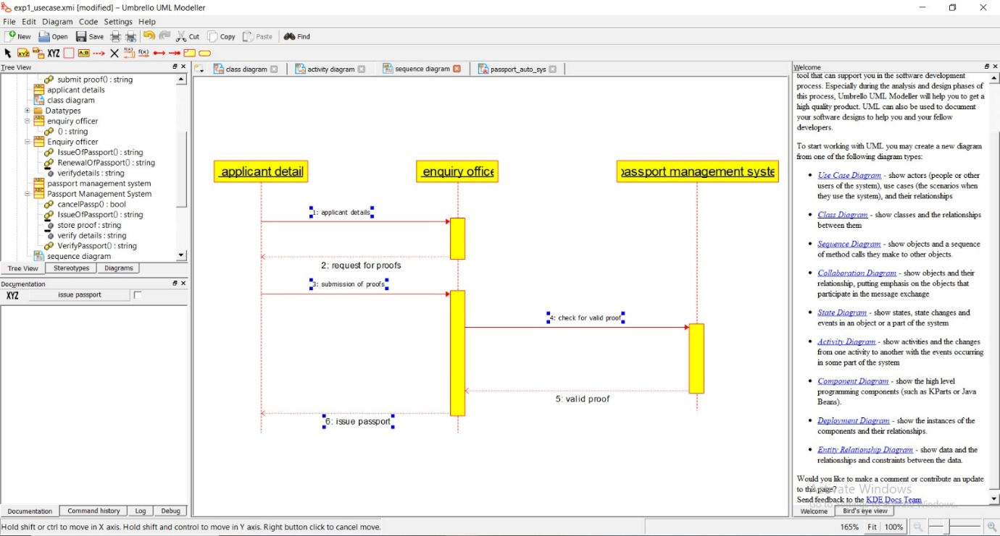 exp1_usecase.xmi [modified] – Umbrello UML Modeller
File Edit Diagram Code Settings Help
New Open Save Cut Copy Paste Find
XYZ XYZ A:B f(x) f(x)
Tree View
class diagram activity diagram sequence diagram passport_auto_sys
Welcome
submit proof() : string
applicant details
class diagram
Datatypes
enquiry officer
() : string
Enquiry officer
IssueOfPassport() : string
RenewalOfPassport() : string
verifydetails : string
passport management system
Passport Management System
cancelPassp() : bool
IssueOfPassport() : string
store proof : string
verify details : string
VerifyPassport() : string
sequence diagram
Tree View Stereotypes Diagrams
Documentation
XYZ issue passport
Documentation Command history Log Debug
applicant detail
enquiry office
passport management syste
1: applicant details
2: request for proofs
3: submission of proofs
4: check for valid proof
5: valid proof
6: issue passport
tool that can support you in the software development
process. Especially during the analysis and design phases of
this process, Umbrello UML Modeller will help you to get a
high quality product. UML can also be used to document
your software designs to help you and your fellow
developers.
To start working with UML you may create a new diagram
from one of the following diagram types:
• Use Case Diagram - show actors (people or other
users of the system), use cases (the scenarios when
they use the system), and their relationships
• Class Diagram - show classes and the relationships
between them
• Sequence Diagram - show objects and a sequence
of method calls they make to other objects.
• Collaboration Diagram - show objects and their
relationship, putting emphasis on the objects that
participate in the message exchange
• State Diagram - show states, state changes and
events in an object or a part of the system
• Activity Diagram - show activities and the changes
from one activity to another with the events occurring
in some part of the system
• Component Diagram - show the high level
programming components (such as KParts or Java
Beans).
• Deployment Diagram - show the instances of the
components and their relationships.
• Entity Relationship Diagram - show data and the
relationships and constraints between the data.
Would you like to make a comment or contribute an update
to this page?
Activate Windows
Send feedback to the KDE Docs Team
Welcome Bird's eye view
Hold shift or ctrl to move in X axis. Hold shift and control to move in Y axis. Right button click to cancel move.
165% Fit 100%